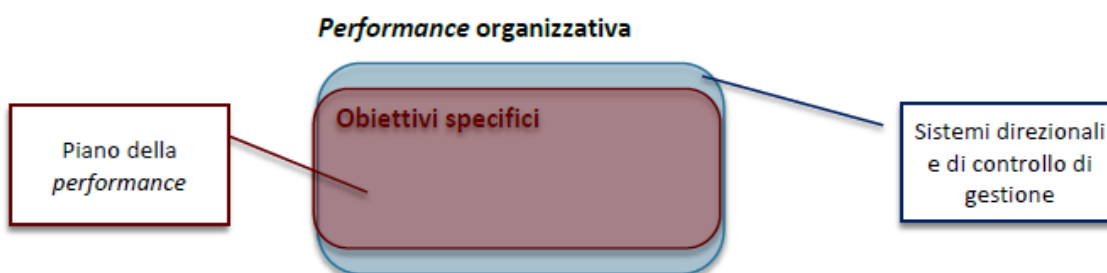 Performance organizzativa
Obiettivi specifici
Piano della
performance
Sistemi direzionali
e di controllo di
gestione